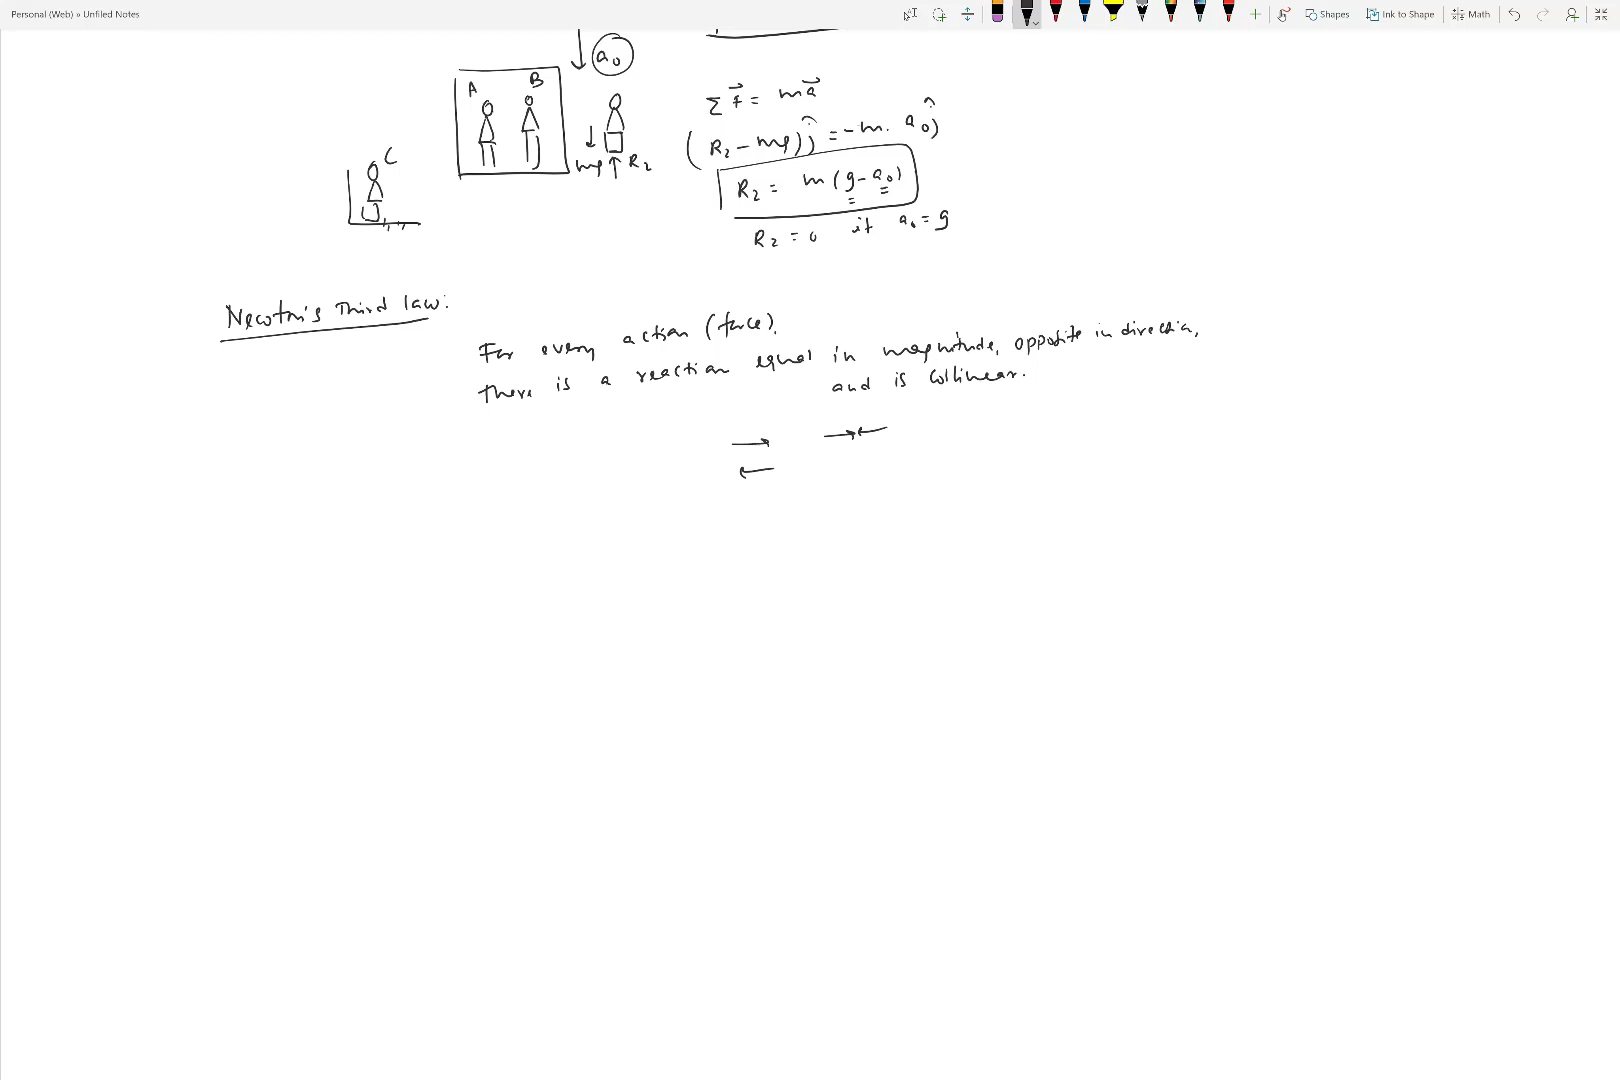 Personal (Web) » Unfiled Notes
Shapes
Ink to Shape
Math
a₀
A B
C
mg R₂
∑ F⃗ = m a⃗
(R₂ - mg) ĵ = - m. a₀ ĵ
R₂ = m (g - a₀)
R₂ = 0 if a₀ = g
Newton's Third law:
For every action (force),
there is a reaction equal in magnitude, opposite in direction,
and is collinear.